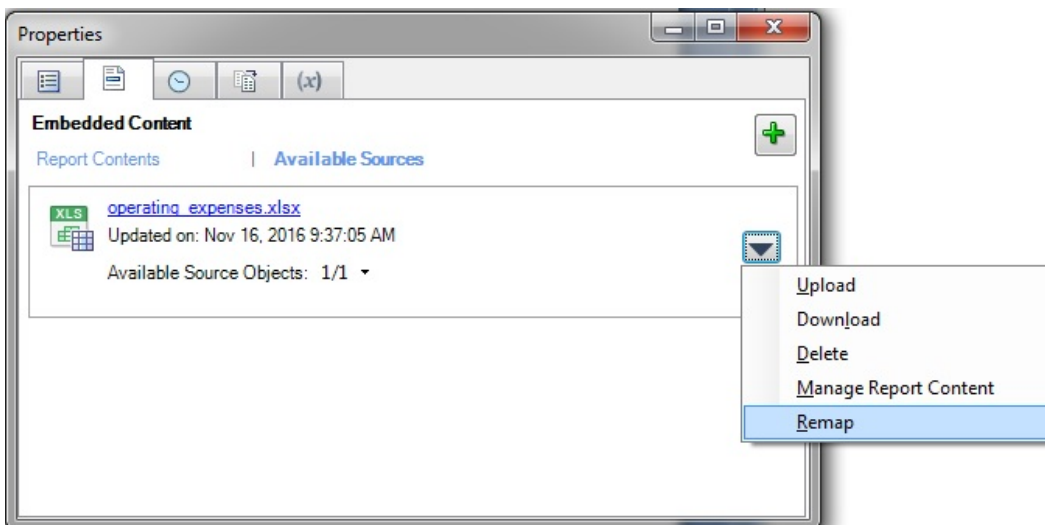 Properties
(x)
Embedded Content
Report Contents | Available Sources
XLS
operating_expenses.xlsx
Updated on: Nov 16, 2016 9:37:05 AM
Available Source Objects: 1/1
Upload
Download
Delete
Manage Report Content
Remap